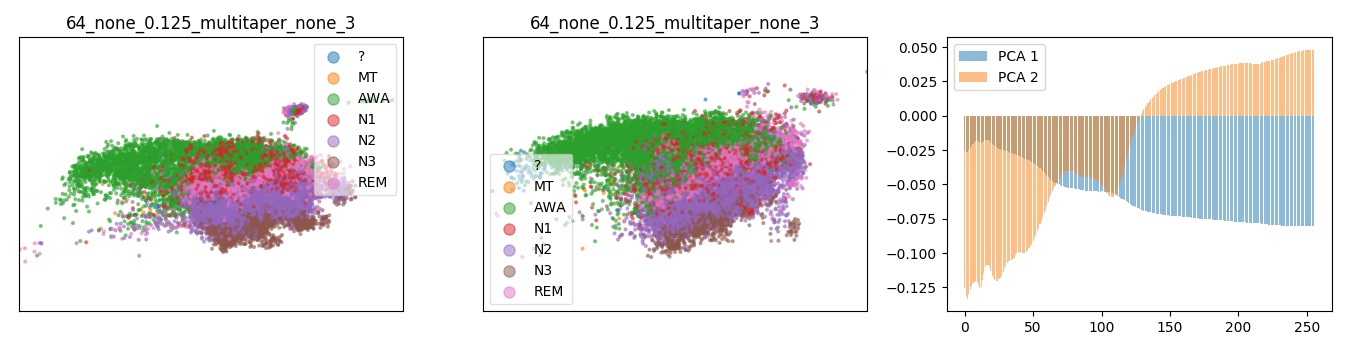 64_none_0.125_multitaper_none_3
?
MT
AWA
N1
N2
N3
REM
64_none_0.125_multitaper_none_3
?
MT
AWA
N1
N2
N3
REM
PCA 1
PCA 2
0.050
0.025
0.000
−0.025
−0.050
−0.075
−0.100
−0.125
0
50
100
150
200
250